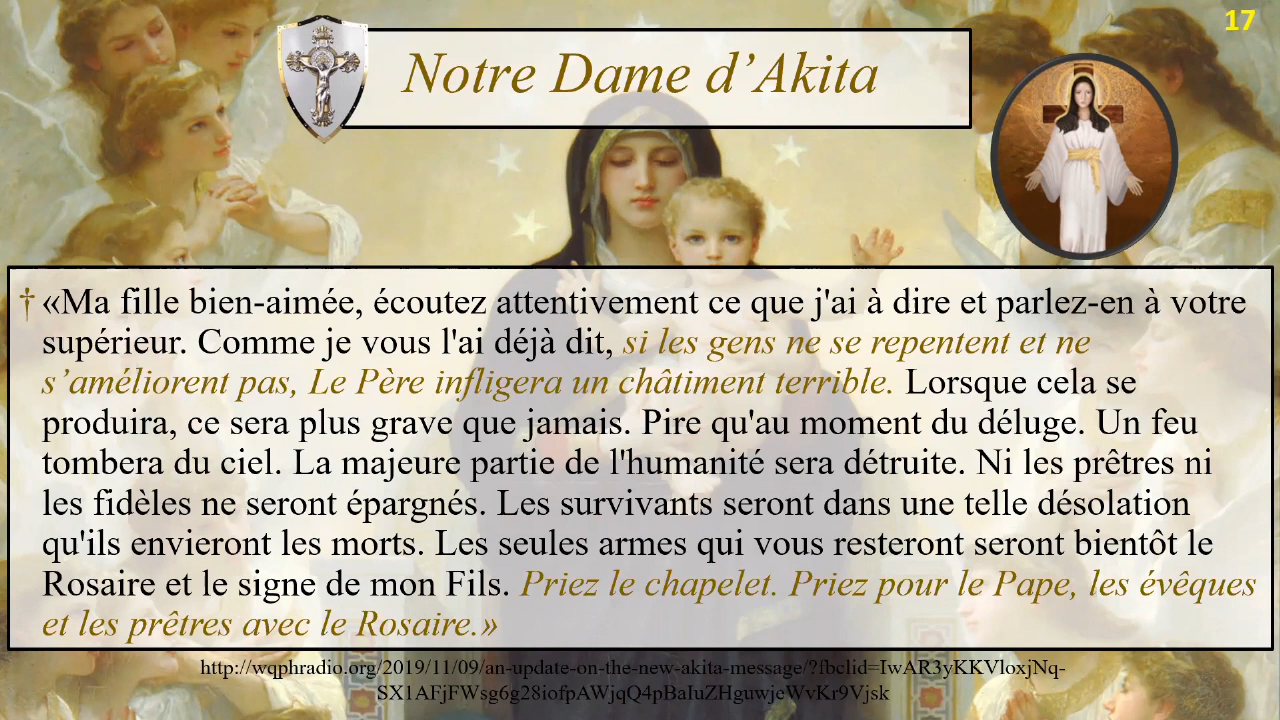 17
Notre Dame d’Akita
† «Ma fille bien-aimée, écoutez attentivement ce que j'ai à dire et parlez-en à votre
supérieur. Comme je vous l'ai déjà dit, si les gens ne se repentent et ne
s’améliorent pas, Le Père infligera un châtiment terrible. Lorsque cela se
produira, ce sera plus grave que jamais. Pire qu'au moment du déluge. Un feu
tombera du ciel. La majeure partie de l'humanité sera détruite. Ni les prêtres ni
les fidèles ne seront épargnés. Les survivants seront dans une telle désolation
qu'ils envieront les morts. Les seules armes qui vous resteront seront bientôt le
Rosaire et le signe de mon Fils. Priez le chapelet. Priez pour le Pape, les évêques
et les prêtres avec le Rosaire.»
http://wqphradio.org/2019/11/09/an-update-on-the-new-akita-message/?fbclid=IwAR3yKKVloxjNq-
SX1AFjFWsg6g28iofpAWjqQ4pBaIuZHguwjeWvKr9Vjsk